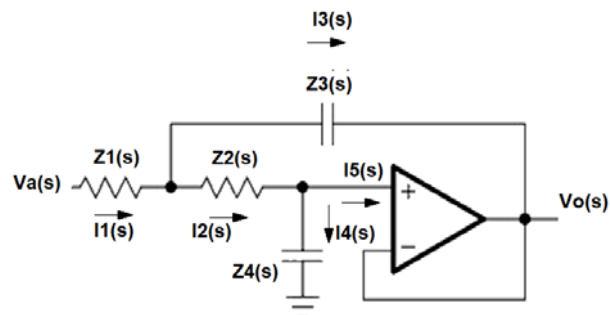 I3(s)
Z3(s)
Z1(s) Z2(s) I5(s)
Va(s) + Vo(s)
I1(s) I2(s) I4(s) −
Z4(s)